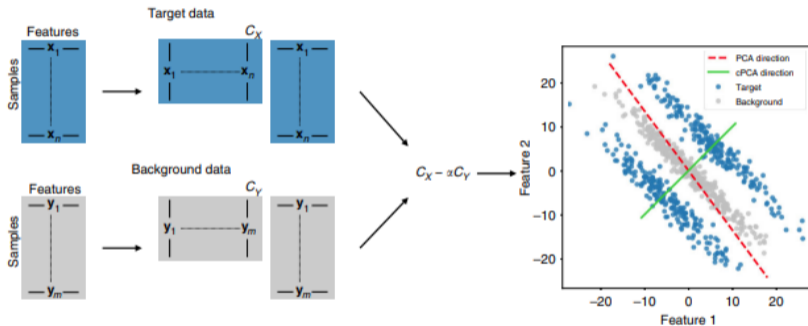 Target data
Features
Samples
x1
xn
CX
x1 xn
x1
xn
Background data
Features
Samples
y1
ym
CY
y1 ym
y1
ym
CX − αCY
PCA direction
cPCA direction
Target
Background
Feature 2
20
10
0
−10
−20
−20 −10 0 10 20
Feature 1